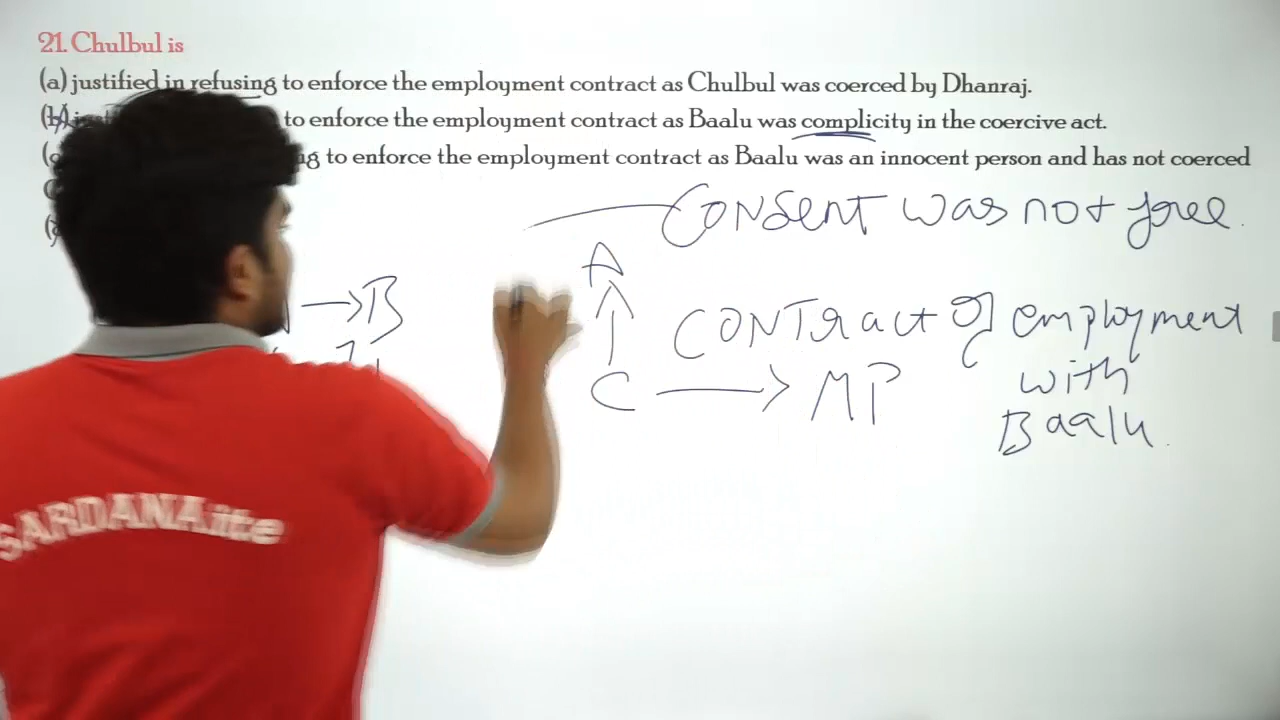 21. Chulbul is
(a) justified in refusing to enforce the employment contract as Chulbul was coerced by Dhanraj.
(b) to enforce the employment contract as Baalu was complicity in the coercive act.
to enforce the employment contract as Baalu was an innocent person and has not coerced
Consent was not free.
A
→ B
Contract of employment
C → MP
with
Baalu.
SARDANAite